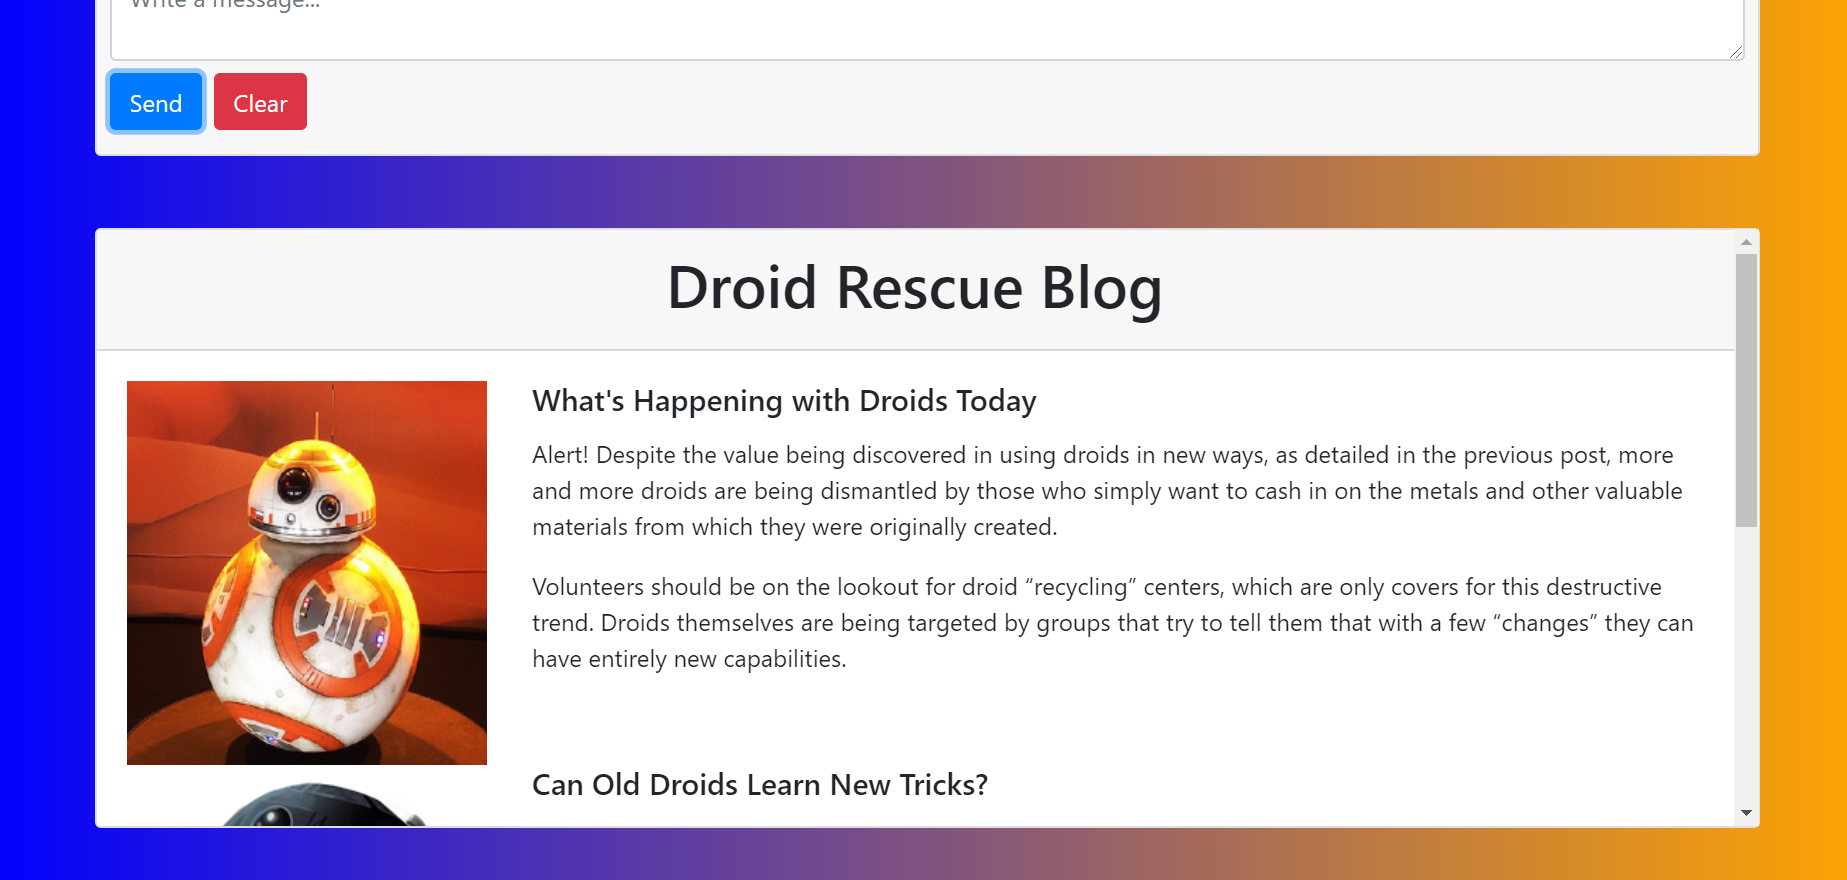 Write a message...
Send Clear
Droid Rescue Blog
What's Happening with Droids Today
Alert! Despite the value being discovered in using droids in new ways, as detailed in the previous post, more
and more droids are being dismantled by those who simply want to cash in on the metals and other valuable
materials from which they were originally created.
Volunteers should be on the lookout for droid “recycling” centers, which are only covers for this destructive
trend. Droids themselves are being targeted by groups that try to tell them that with a few “changes” they can
have entirely new capabilities.
Can Old Droids Learn New Tricks?